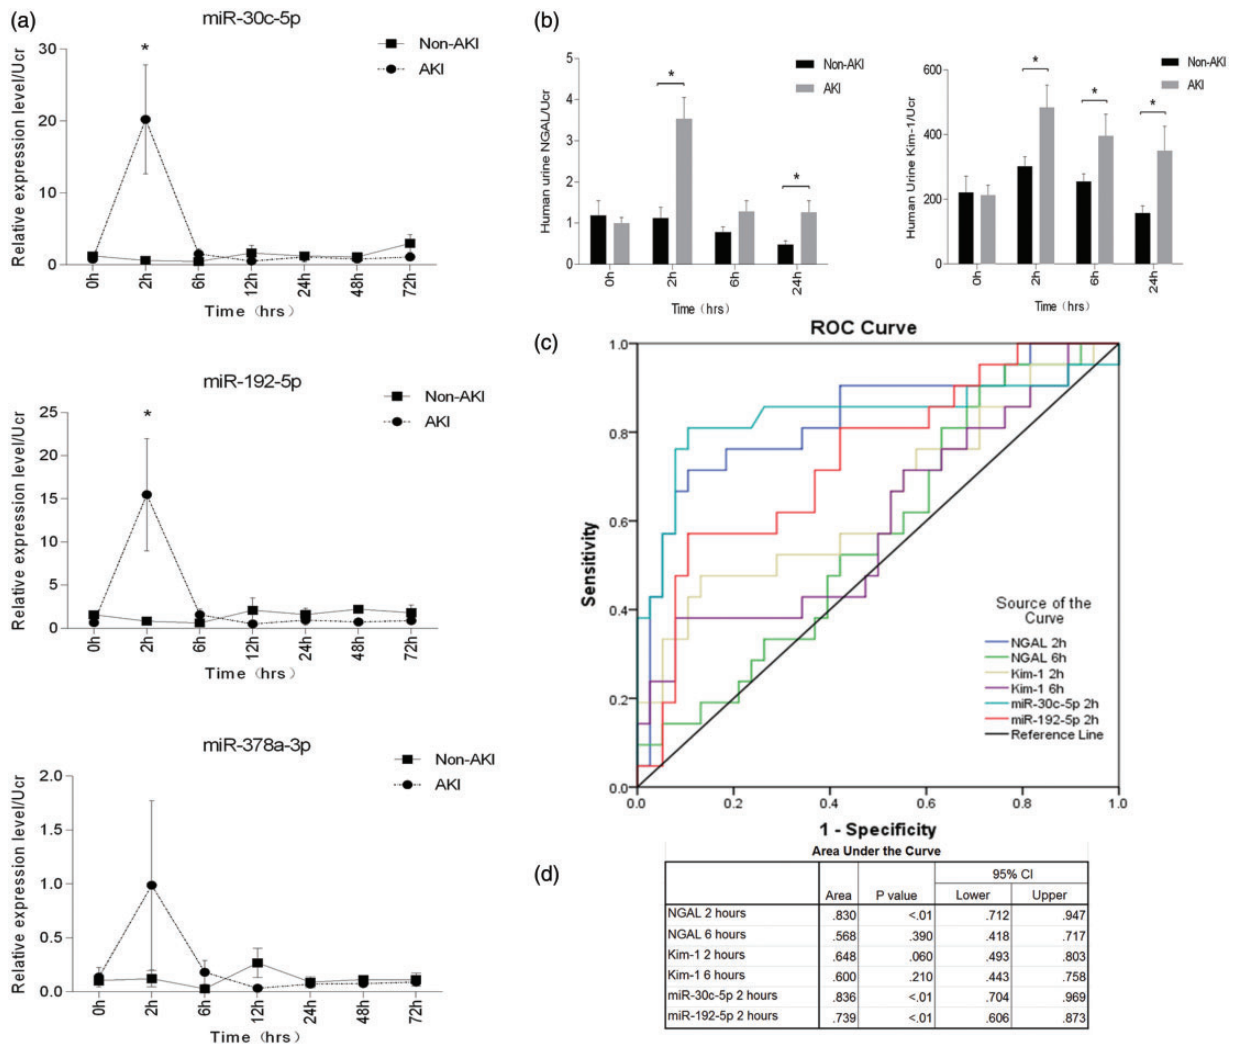 (a)
miR-30c-5p
Non-AKI
AKI
*
Relative expression level/Ucr
30
20
10
0
0h 2h 6h 12h 24h 48h 72h
Time (hrs)
miR-192-5p
Non-AKI
AKI
*
Relative expression level/Ucr
25
20
15
10
5
0
0h 2h 6h 12h 24h 48h 72h
Time (hrs)
miR-378a-3p
Non-AKI
AKI
Relative expression level/Ucr
2.0
1.5
1.0
0.5
0.0
0h 2h 6h 12h 24h 48h 72h
Time (hrs)
(b)
Non-AKI
AKI
* *
Human urine NGAL/Ucr
5
4
3
2
1
0
0h 2h 6h 24h
Time (hrs)
Non-AKI
AKI
* * *
Human Urine Kim-1/Ucr
600
400
200
0
0h 2h 6h 24h
Time (hrs)
(c)
ROC Curve
Sensitivity
1.0
0.8
0.6
0.4
0.2
0.0
0.0 0.2 0.4 0.6 0.8 1.0
1 - Specificity
Source of the
Curve
NGAL 2h
NGAL 6h
Kim-1 2h
Kim-1 6h
miR-30c-5p 2h
miR-192-5p 2h
Reference Line
(d)
Area Under the Curve
95% CI
Area P value Lower Upper
NGAL 2 hours .830 <.01 .712 .947
NGAL 6 hours .568 .390 .418 .717
Kim-1 2 hours .648 .060 .493 .803
Kim-1 6 hours .600 .210 .443 .758
miR-30c-5p 2 hours .836 <.01 .704 .969
miR-192-5p 2 hours .739 <.01 .606 .873